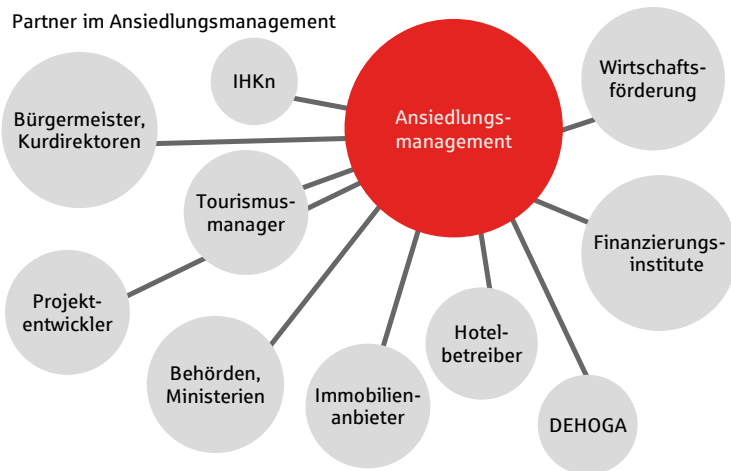 Partner im Ansiedlungsmanagement
IHKn
Bürgermeister,
Kurdirektoren
Ansiedlungs-
management
Wirtschafts-
förderung
Tourismus-
manager
Finanzierungs-
institute
Projekt-
entwickler
Hotel-
betreiber
Behörden,
Ministerien
Immobilien-
anbieter
DEHOGA